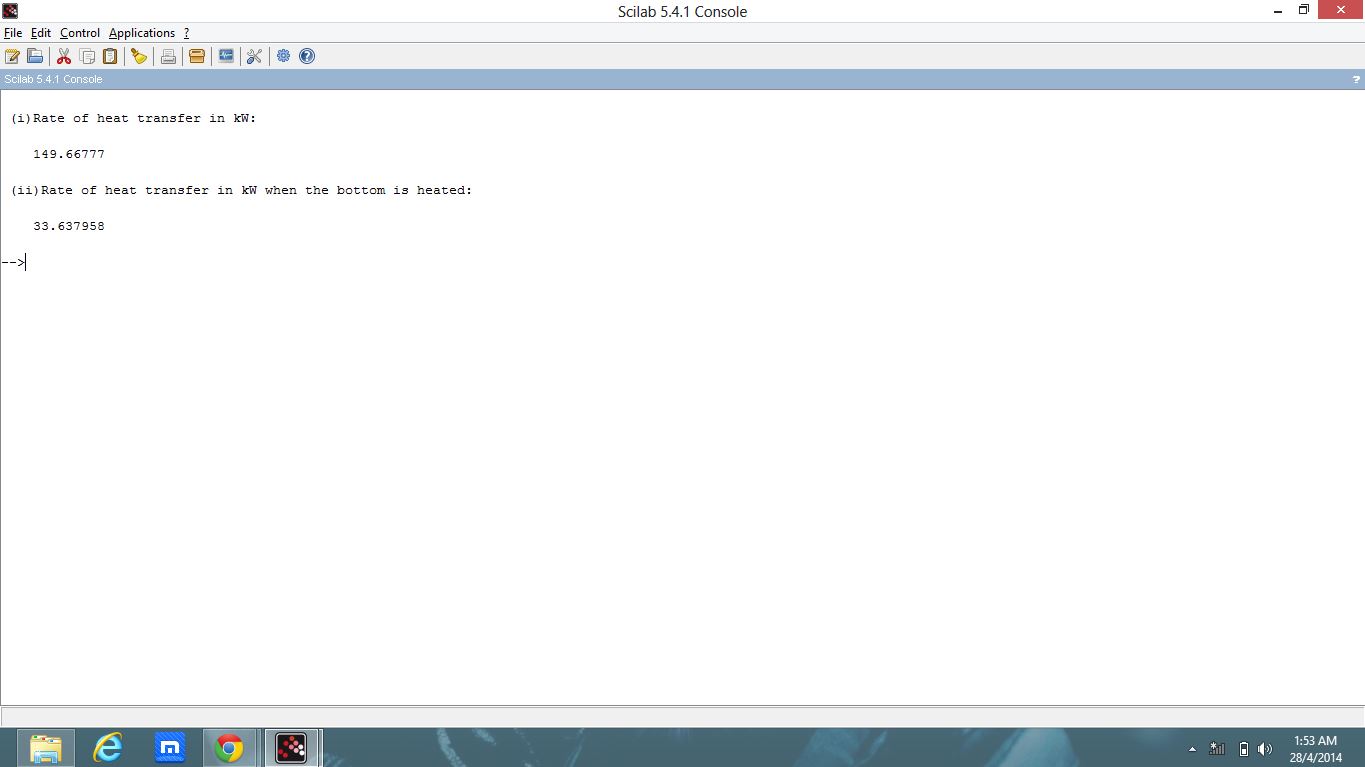 Scilab 5.4.1 Console
File Edit Control Applications ?
Scilab 5.4.1 Console ?
(i)Rate of heat transfer in kW:
149.66777
(ii)Rate of heat transfer in kW when the bottom is heated:
33.637958
-->
1:53 AM
28/4/2014